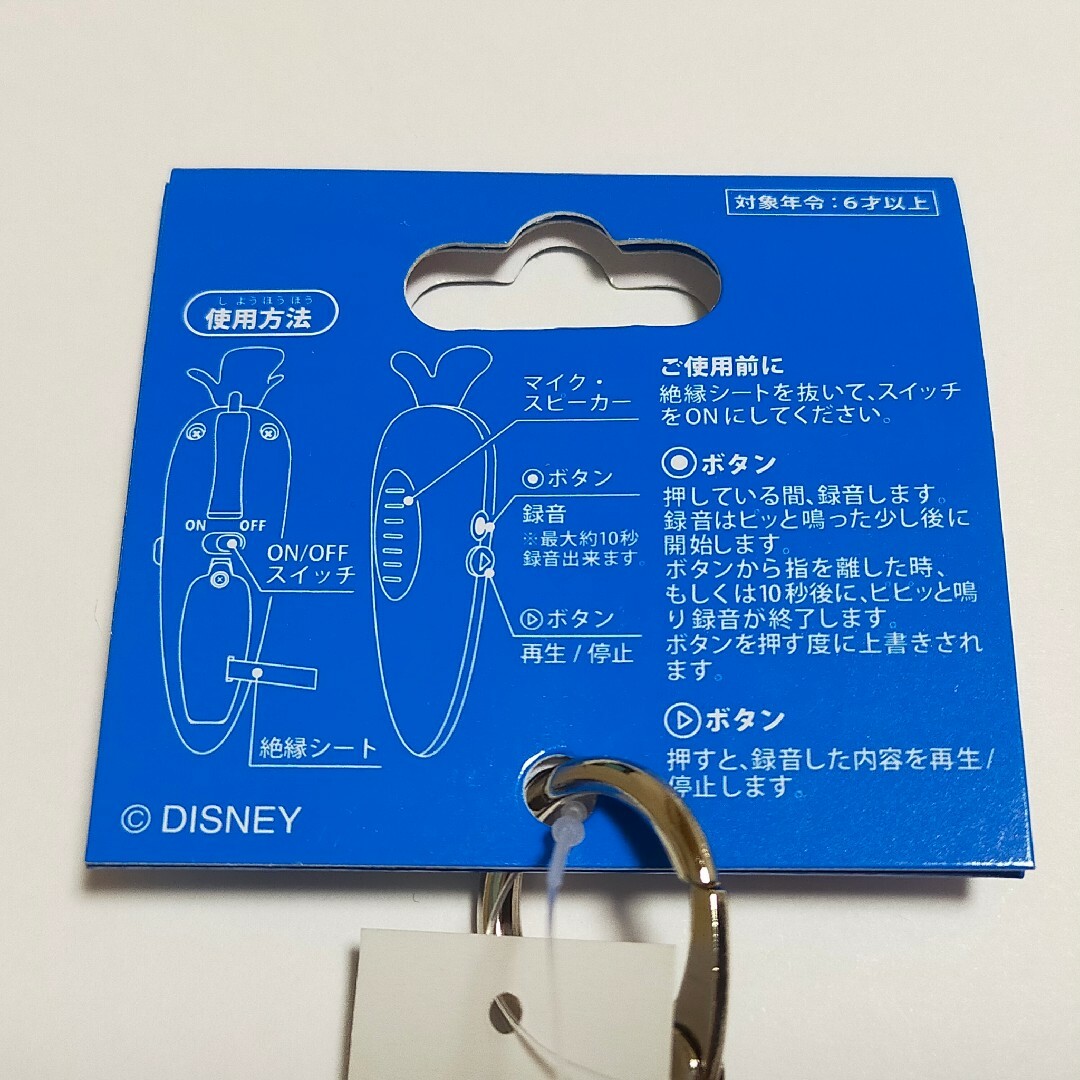 対象年令：6才以上
しようほうほう
使用方法
ON OFF
ON/OFF
スイッチ
絶縁シート
マイク・
スピーカー
◉ボタン
録音
※最大約10秒
録音出来ます。
▷ボタン
再生/停止
ご使用前に
絶縁シートを抜いて、スイッチ
をONにしてください。
◉ボタン
押している間、録音します。
録音はピッと鳴った少し後に
開始します。
ボタンから指を離した時、
もしくは10秒後に、ピピッと鳴
り録音が終了します。
ボタンを押す度に上書きされ
ます。
▷ボタン
押すと、録音した内容を再生/
停止します。
© DISNEY